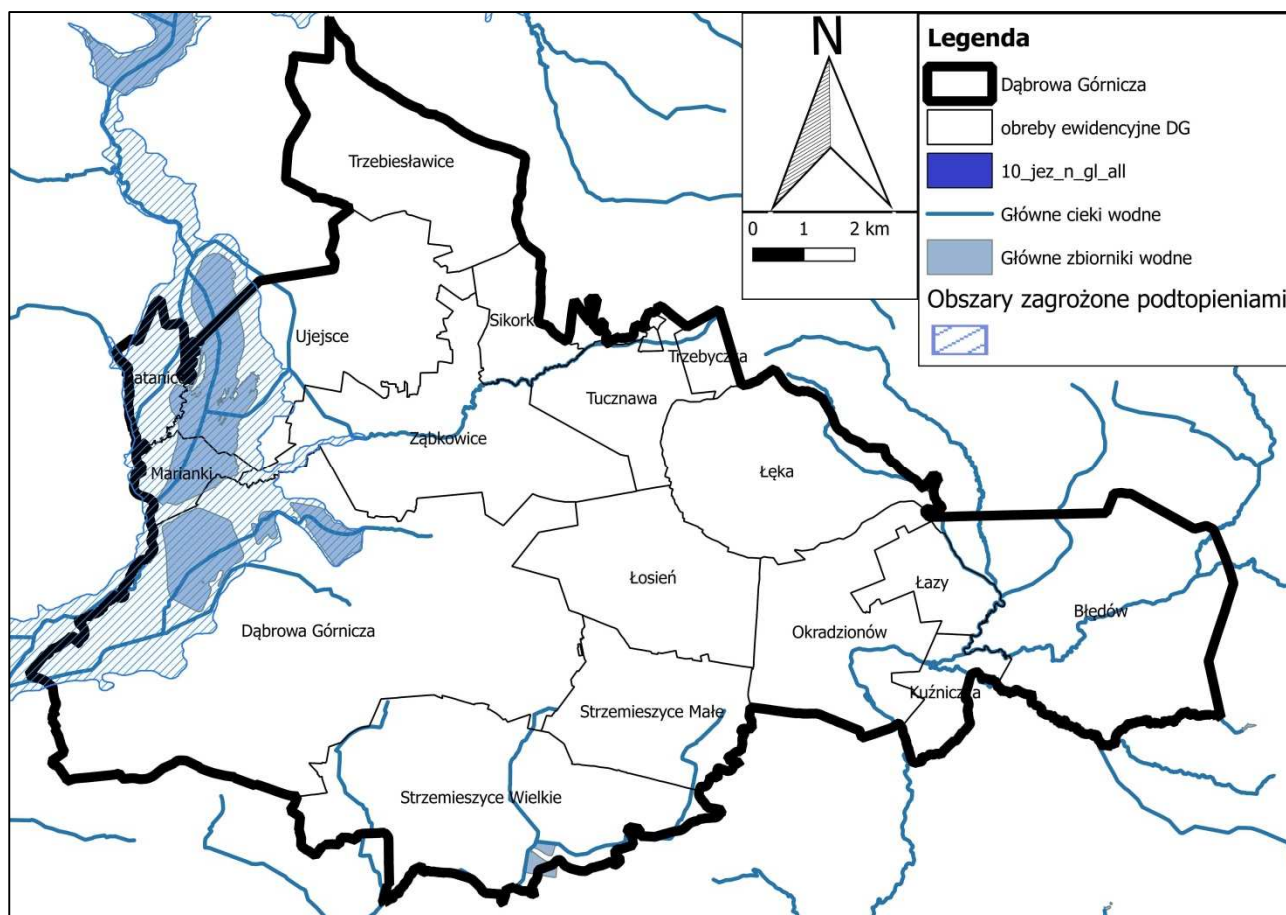 N
0 1 2 km
Legenda
Dąbrowa Górnicza
obreby ewidencyjne DG
10_jez_n_gl_all
Główne cieki wodne
Główne zbiorniki wodne
Obszary zagrożone podtopieniami
Trzebiesławice
Sikorka
Ujejsce
Trzebyczka
Ratanice
Tucznawa
Ząbkowice
Marianki
Łęka
Łosień
Łazy
Błędów
Dąbrowa Górnicza
Okradzionów
Kuźniczka
Strzemieszyce Małe
Strzemieszyce Wielkie